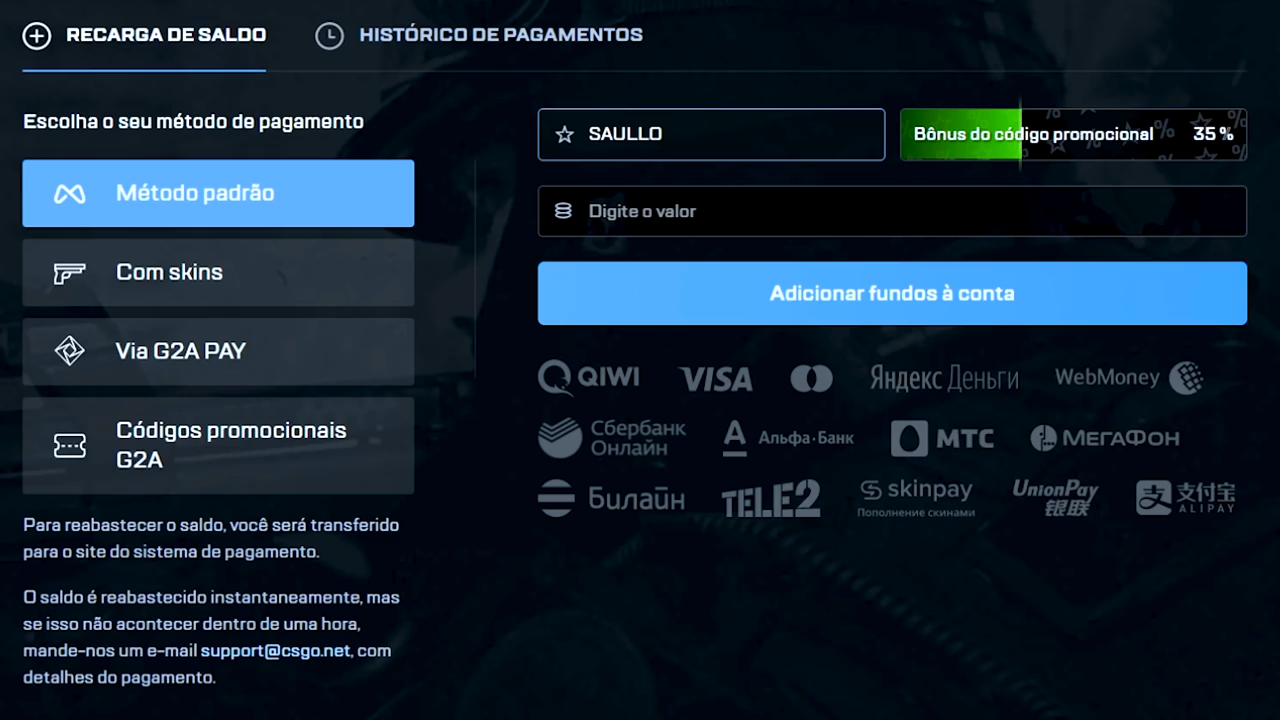 RECARGA DE SALDO
HISTÓRICO DE PAGAMENTOS
Escolha o seu método de pagamento
Método padrão
Com skins
Via G2A PAY
Códigos promocionais
G2A
Para reabastecer o saldo, você será transferido
para o site do sistema de pagamento.
O saldo é reabastecido instantaneamente, mas
se isso não acontecer dentro de uma hora,
mande-nos um e-mail support@csgo.net, com
detalhes do pagamento.
SAULLO
Bônus do código promocional 35 %
Digite o valor
Adicionar fundos à conta
QIWI VISA Яндекс Деньги WebMoney
Сбербанк
Онлайн
Альфа·Банк
МТС
МЕГАФОН
Билайн
TELE2
skinpay
Пополнение скинами
UnionPay
银联
支付宝
ALIPAY